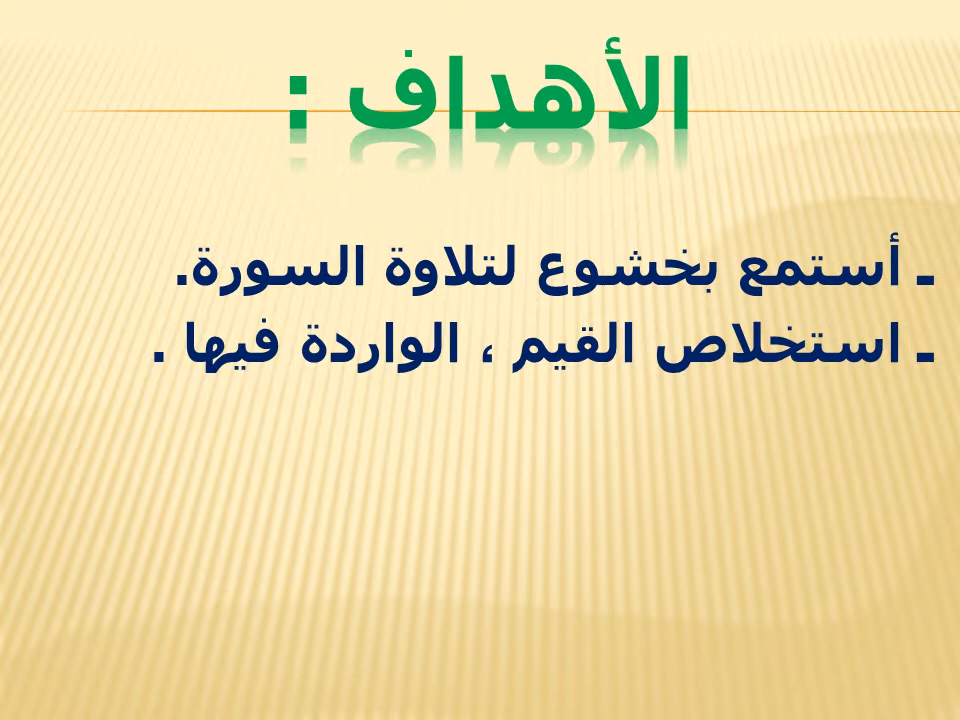 الأهداف :
ـ أستمع بخشوع لتلاوة السورة.
ـ استخلاص القيم ، الواردة فيها .